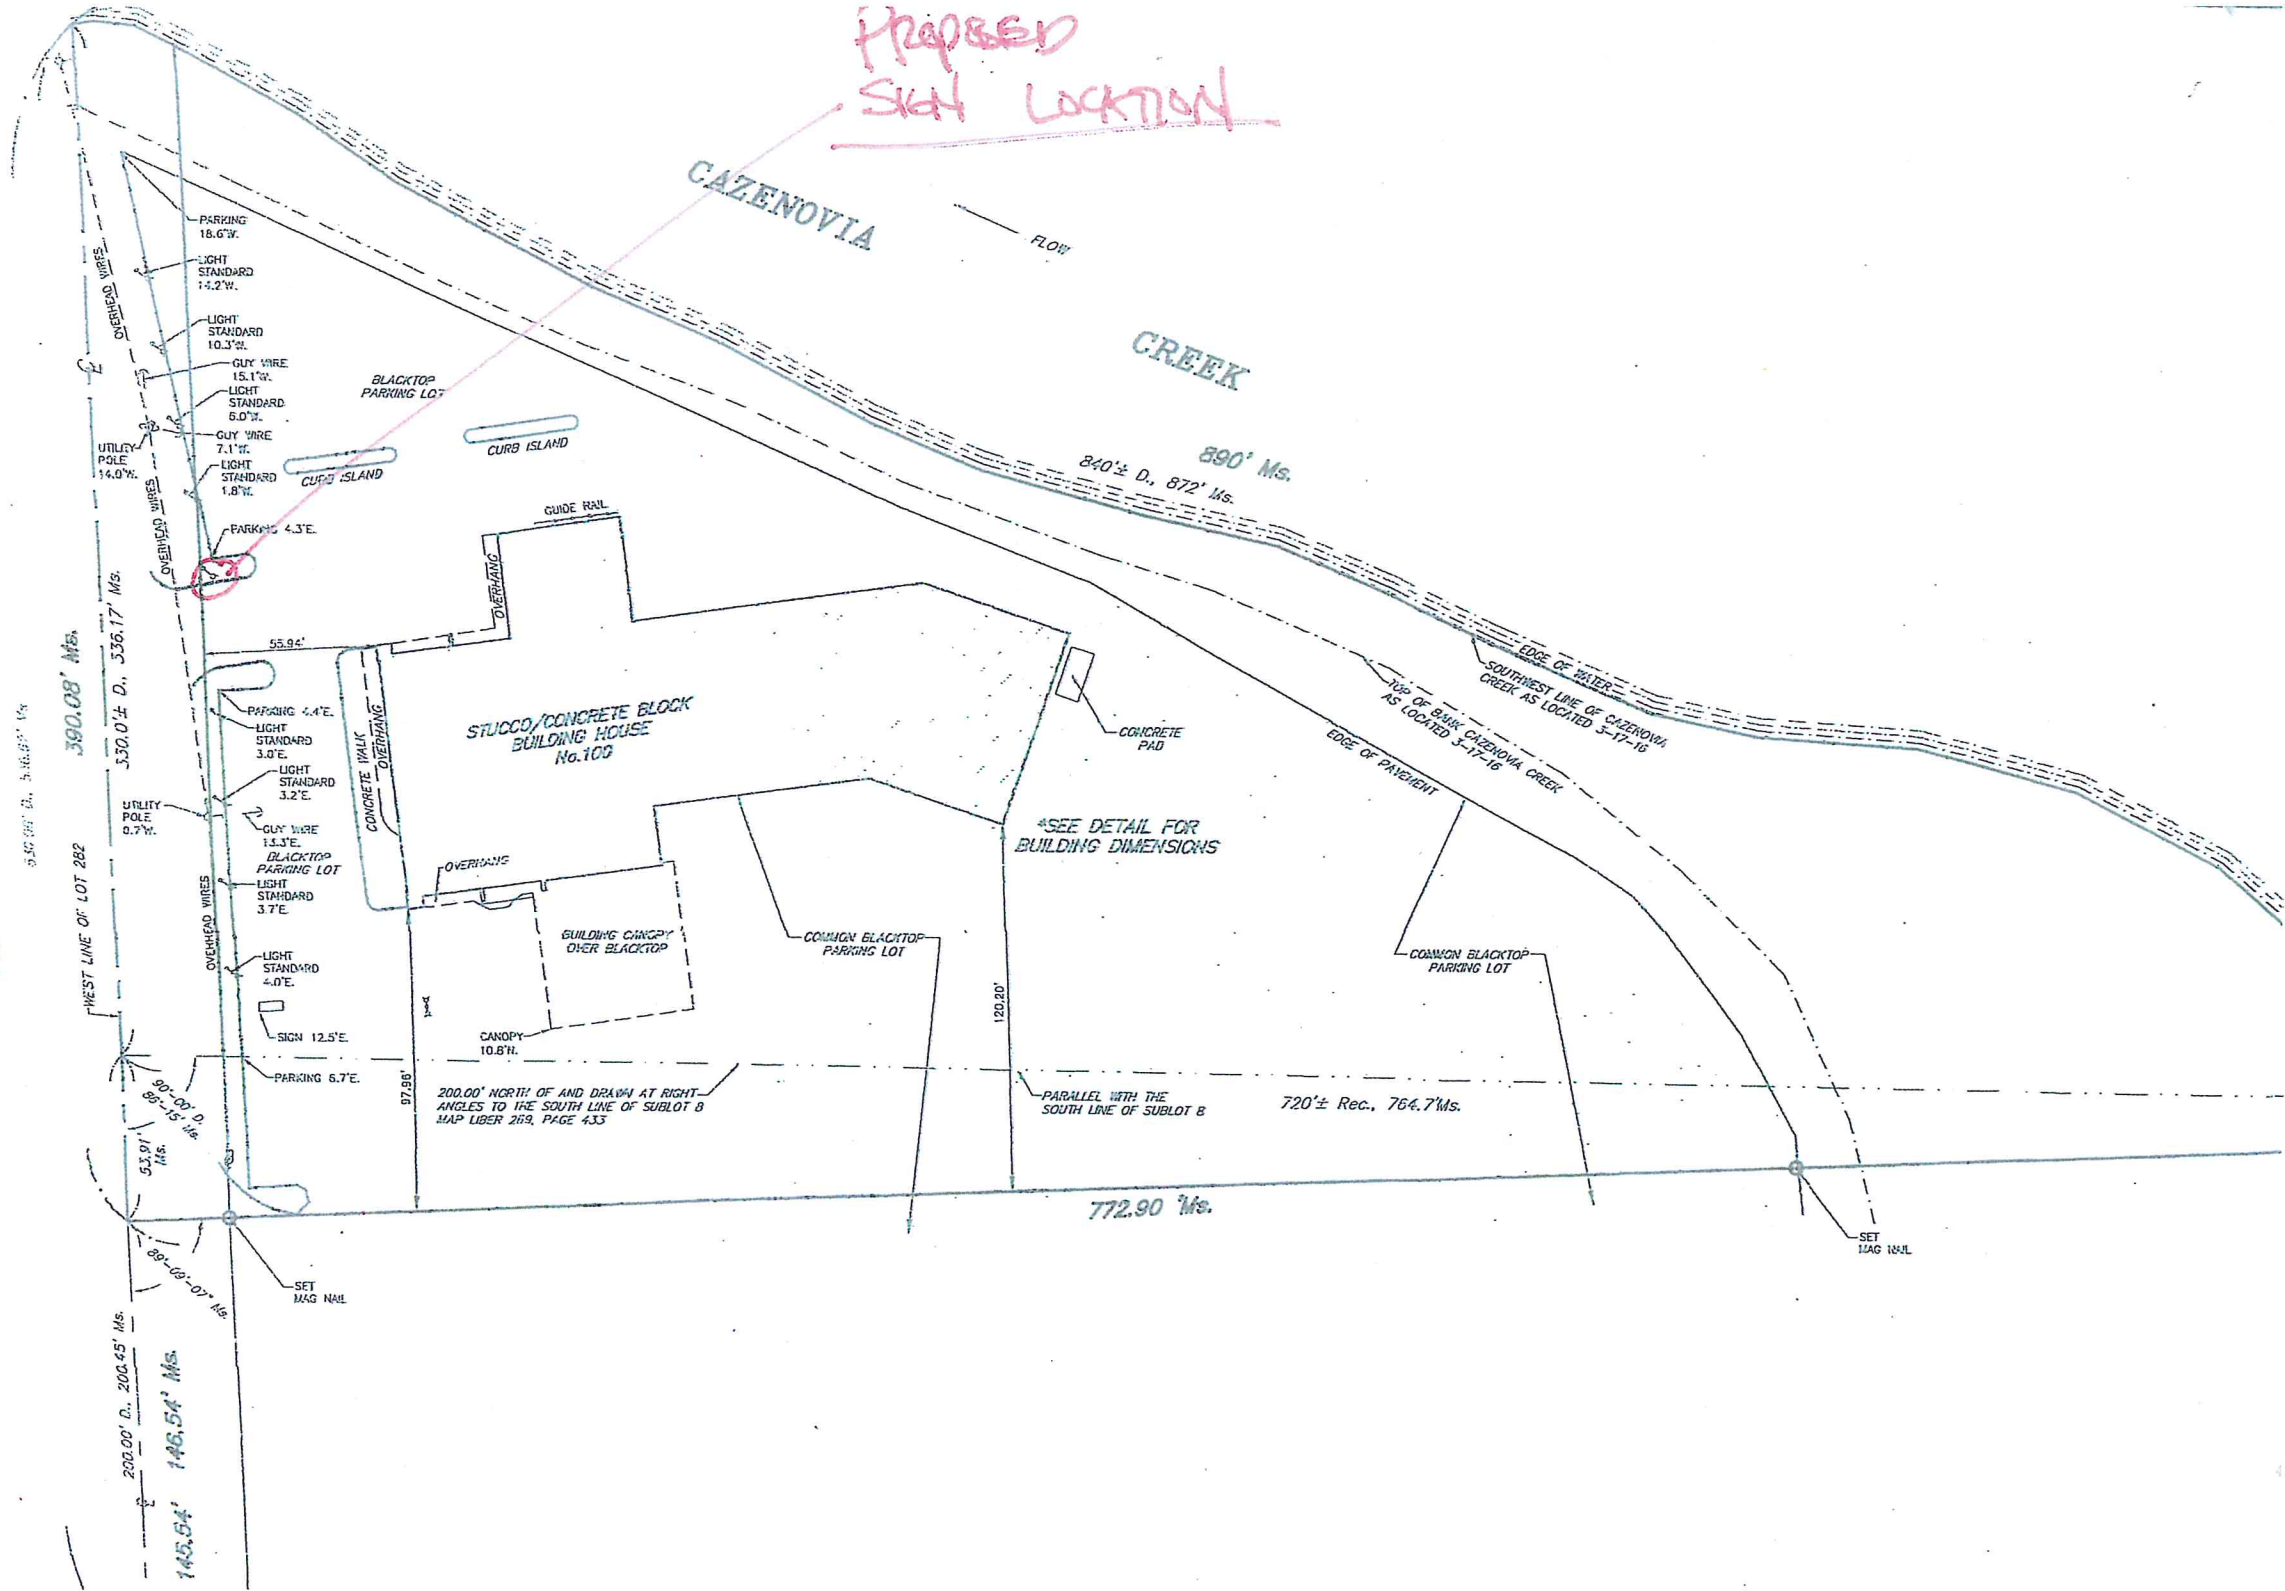 PROPOSED
SIGN LOCATION
CAZENOVIA
FLOW
CREEK
890' Ms.
840'± D., 872' Ms.
PARKING
18.6'W.
LIGHT
STANDARD
14.2'W.
LIGHT
STANDARD
10.3'W.
GUY WIRE
15.1'W.
LIGHT
STANDARD
GUY WIRE
7.1'W.
LIGHT
STANDARD
1.8'W.
UTILITY
POLE
14.0'W.
PARKING 4.3'E.
OVERHEAD WIRES
OVERHEAD WIRES
BLACKTOP
PARKING LOT
CURB ISLAND
CURB ISLAND
GUIDE RAIL
OVERHANG
55.94'
390.08' Ms.
330.0'± D., 336.17' Ms.
WEST LINE OF LOT 282
PARKING 4.4'E.
LIGHT
STANDARD
3.0'E.
LIGHT
STANDARD
3.2'E.
UTILITY
POLE
0.7'W.
GUY WIRE
13.3'E.
BLACKTOP
PARKING LOT
LIGHT
STANDARD
3.7'E.
OVERHEAD WIRES
LIGHT
STANDARD
4.0'E.
SIGN 12.5'E.
PARKING 6.7'E.
CONCRETE WALK
OVERHANG
STUCCO/CONCRETE BLOCK
BUILDING HOUSE
No.100
CONCRETE
PAD
*SEE DETAIL FOR
BUILDING DIMENSIONS
OVERHANG
BUILDING CANOPY
OVER BLACKTOP
CANOPY
10.8'N.
COMMON BLACKTOP
PARKING LOT
COMMON BLACKTOP
PARKING LOT
EDGE OF PAVEMENT
TOP OF BANK CAZENOVIA CREEK
AS LOCATED 3-17-16
EDGE OF WATER
SOUTHWEST LINE OF CAZENOVIA
CREEK AS LOCATED 3-17-16
97.96'
120.20'
200.00' NORTH OF AND DRAWN AT RIGHT
ANGLES TO THE SOUTH LINE OF SUBLOT 8
MAP LIBER 269, PAGE 433
PARALLEL WITH THE
SOUTH LINE OF SUBLOT 8
720'± Rec., 764.7'Ms.
90°-00' D.
86°-15' Ms.
53.91'
Ms.
772.90 'Ms.
SET
MAG NAIL
89°-09'-07" Ms.
SET
MAG NAIL
200.00' D., 200.45' Ms.
146.54' Ms.
145.54'